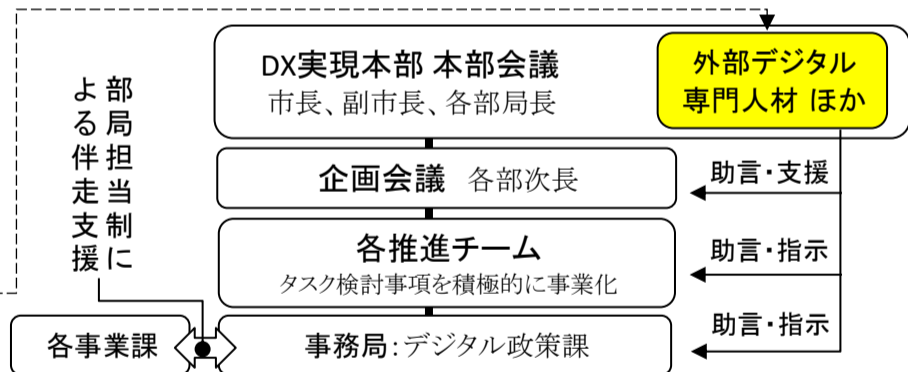 DX実現本部 本部会議
市長、副市長、各部局長
外部デジタル
専門人材 ほか
部局担当制に
よる伴走支援
企画会議 各部次長
助言・支援
各推進チーム
タスク検討事項を積極的に事業化
助言・指示
各事業課
事務局：デジタル政策課
助言・指示